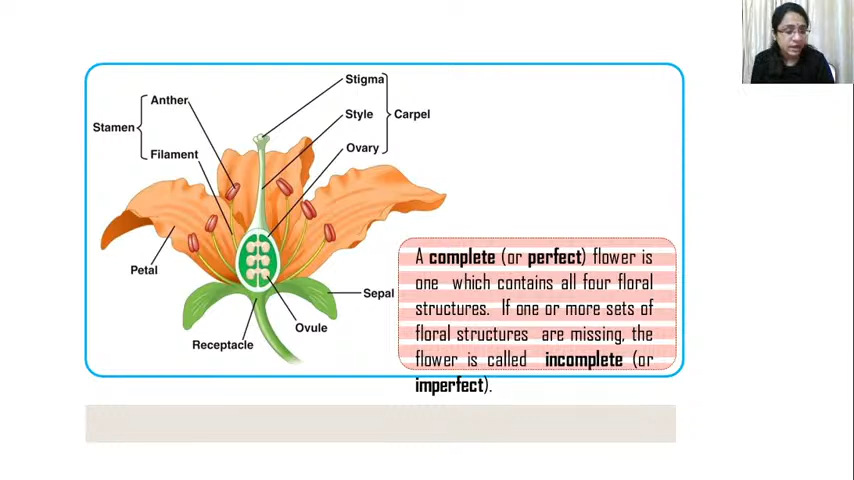 Stigma
Anther
Style
Carpel
Stamen
Filament
Ovary
Petal
Sepal
Ovule
Receptacle
A complete (or perfect) flower is
one which contains all four floral
structures. If one or more sets of
floral structures are missing, the
flower is called incomplete (or
imperfect).